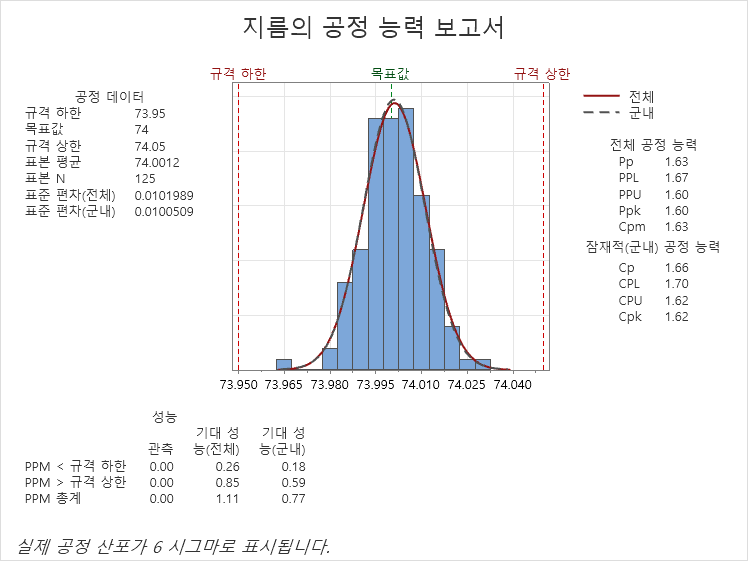 지름의 공정 능력 보고서
규격 하한 목표값 규격 상한
공정 데이터
규격 하한 73.95
목표값 74
규격 상한 74.05
표본 평균 74.0012
표본 N 125
표준 편차(전체) 0.0101989
표준 편차(군내) 0.0100509
전체
군내
전체 공정 능력
Pp 1.63
PPL 1.67
PPU 1.60
Ppk 1.60
Cpm 1.63
잠재적(군내) 공정 능력
Cp 1.66
CPL 1.70
CPU 1.62
Cpk 1.62
73.950 73.965 73.980 73.995 74.010 74.025 74.040
성능
기대 성 기대 성
관측 능(전체) 능(군내)
PPM < 규격 하한 0.00 0.26 0.18
PPM > 규격 상한 0.00 0.85 0.59
PPM 총계 0.00 1.11 0.77
실제 공정 산포가 6 시그마로 표시됩니다.